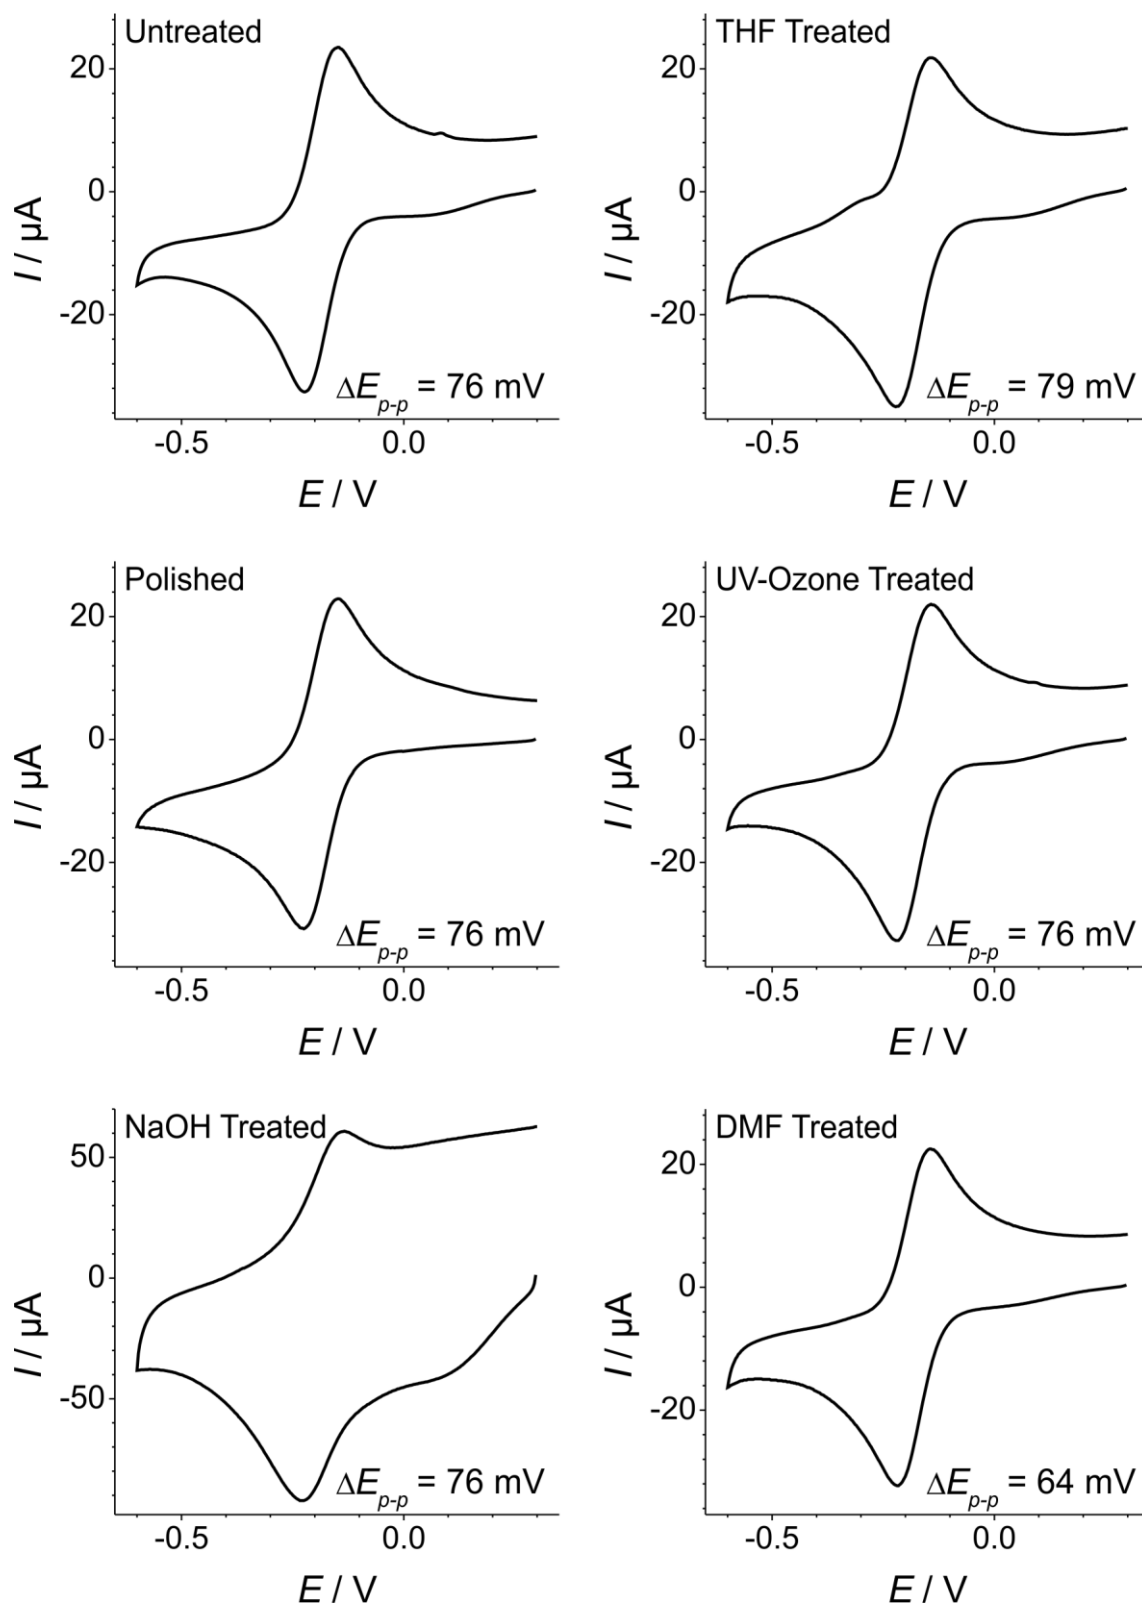 Untreated
20
0
-20
I / µA
ΔEp-p = 76 mV
-0.5
0.0
E / V
THF Treated
20
0
-20
I / µA
ΔEp-p = 79 mV
-0.5
0.0
E / V
Polished
20
0
-20
I / µA
ΔEp-p = 76 mV
-0.5
0.0
E / V
UV-Ozone Treated
20
0
-20
I / µA
ΔEp-p = 76 mV
-0.5
0.0
E / V
NaOH Treated
50
0
-50
I / µA
ΔEp-p = 76 mV
-0.5
0.0
E / V
DMF Treated
20
0
-20
I / µA
ΔEp-p = 64 mV
-0.5
0.0
E / V